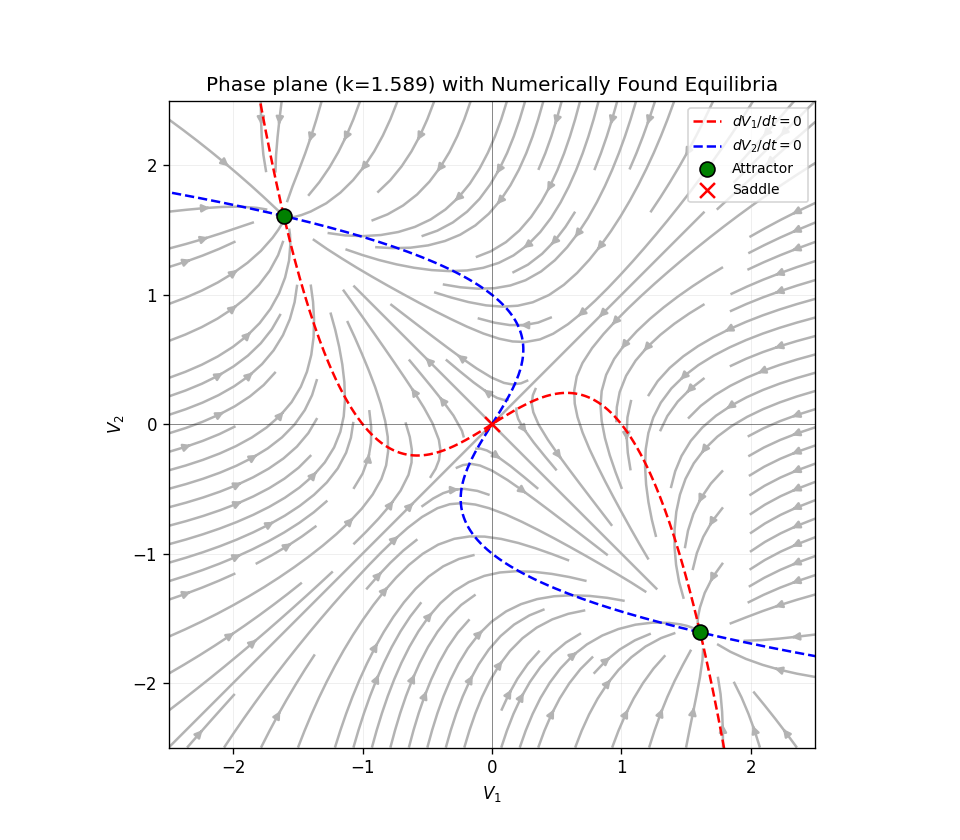 Phase plane (k=1.589) with Numerically Found Equilibria
dV₁/dt = 0
dV₂/dt = 0
Attractor
Saddle
2
1
0
−1
−2
V₂
−2
−1
0
1
2
V₁